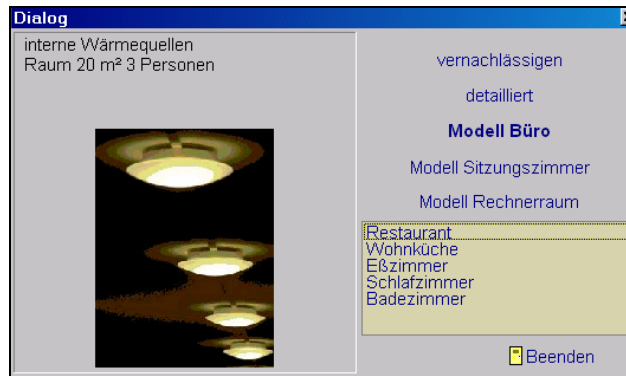 Dialog
interne Wärmequellen
Raum 20 m² 3 Personen
vernachlässigen
detailliert
Modell Büro
Modell Sitzungszimmer
Modell Rechnerraum
Restaurant
Wohnküche
Eßzimmer
Schlafzimmer
Badezimmer
Beenden